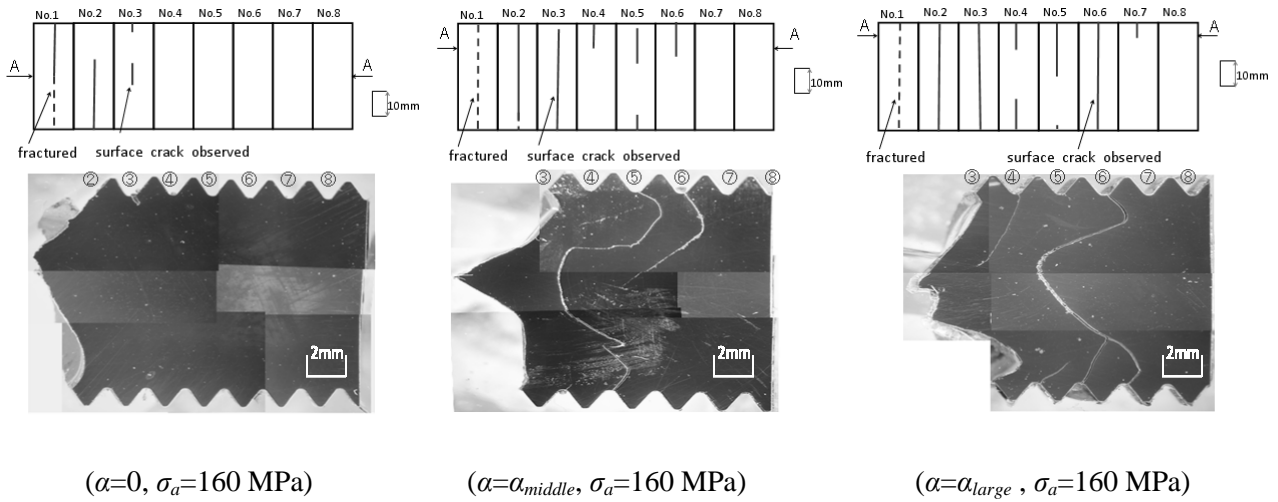 No.1 No.2 No.3 No.4 No.5 No.6 No.7 No.8
A A
10mm
fractured surface crack observed
② ③ ④ ⑤ ⑥ ⑦ ⑧
2mm
(α=0, σa=160 MPa)
No.1 No.2 No.3 No.4 No.5 No.6 No.7 No.8
A A
10mm
fractured surface crack observed
③ ④ ⑤ ⑥ ⑦ ⑧
2mm
(α=αmiddle, σa=160 MPa)
No.1 No.2 No.3 No.4 No.5 No.6 No.7 No.8
A A
10mm
fractured surface crack observed
③ ④ ⑤ ⑥ ⑦ ⑧
2mm
(α=αlarge , σa=160 MPa)